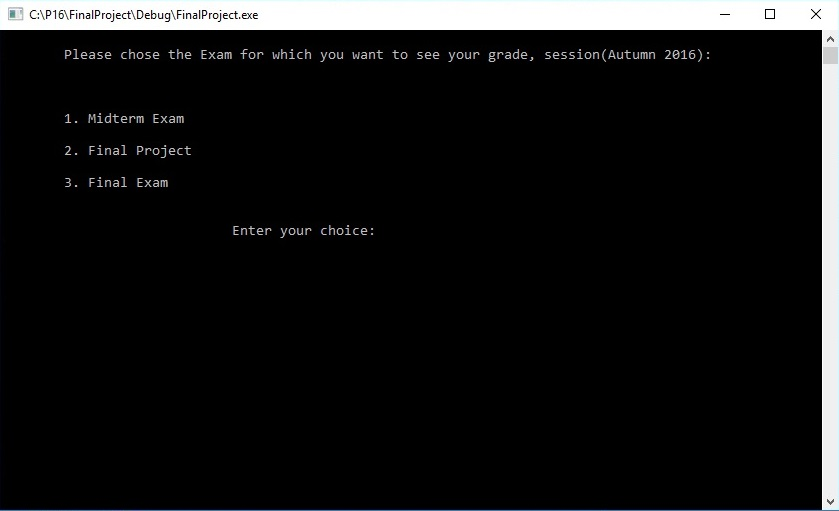 C:\P16\FinalProject\Debug\FinalProject.exe
Please chose the Exam for which you want to see your grade, session(Autumn 2016):
1. Midterm Exam
2. Final Project
3. Final Exam
Enter your choice: